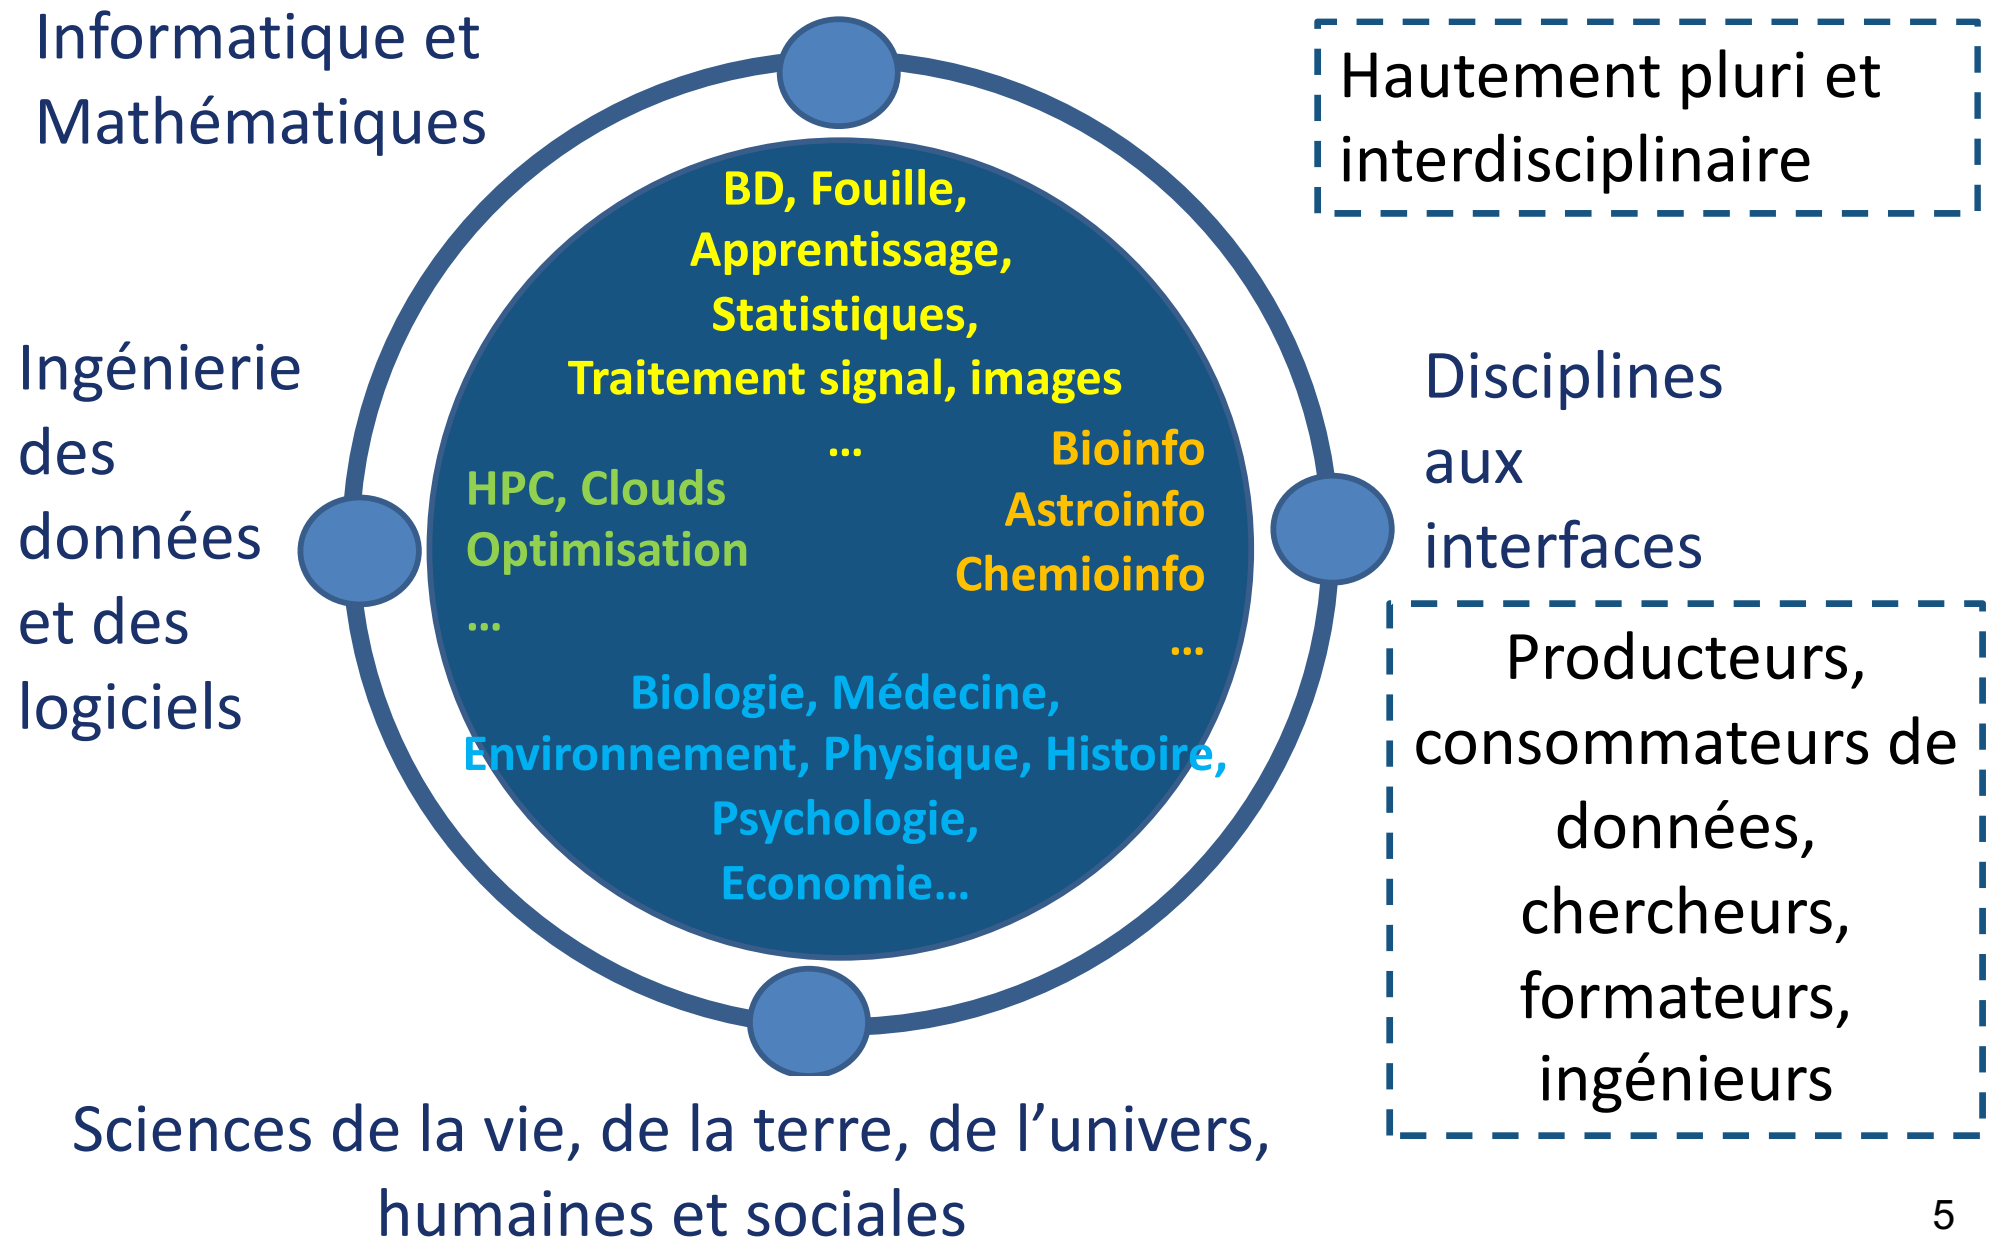 Informatique et
Mathématiques
Hautement pluri et
interdisciplinaire
BD, Fouille,
Apprentissage,
Statistiques,
Traitement signal, images
…
Ingénierie
des
données
et des
logiciels
HPC, Clouds
Optimisation
…
Bioinfo
Astroinfo
Chemioinfo
…
Disciplines
aux
interfaces
Biologie, Médecine,
Environnement, Physique, Histoire,
Psychologie,
Economie…
Producteurs,
consommateurs de
données,
chercheurs,
formateurs,
ingénieurs
Sciences de la vie, de la terre, de l’univers,
humaines et sociales
5